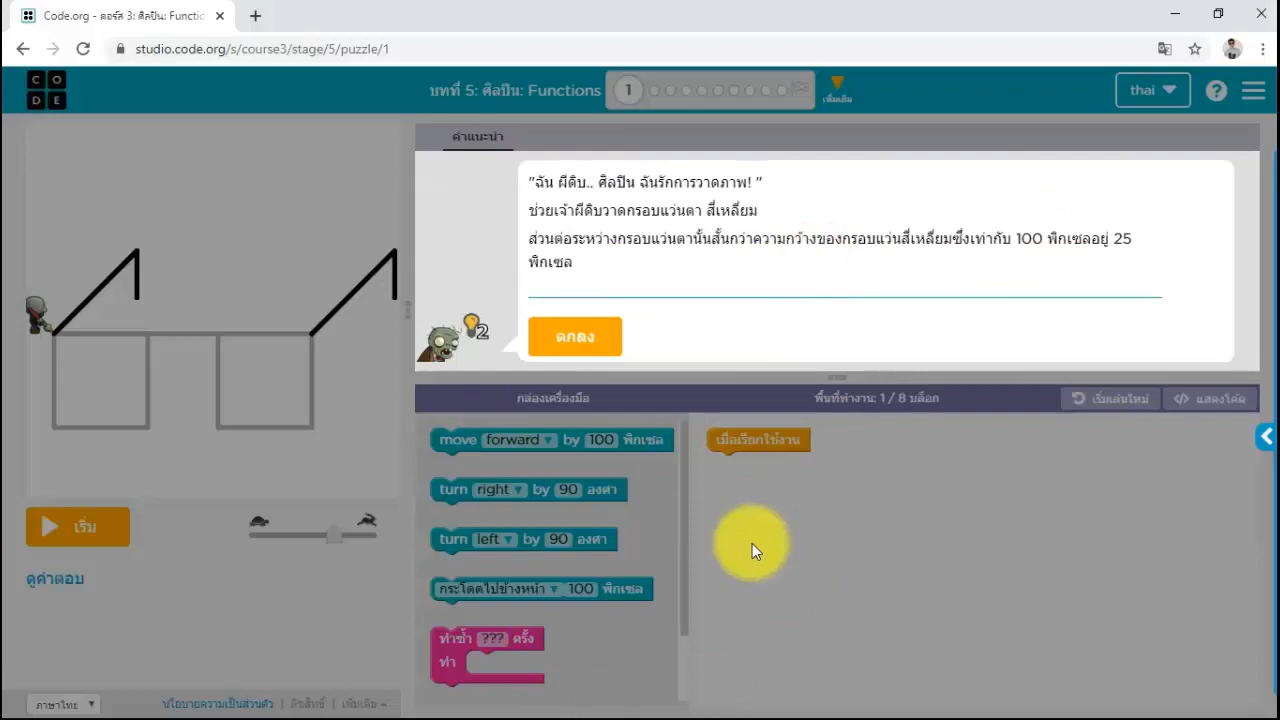 Code.org - คอร์ส 3: ศิลปิน: Functio
studio.code.org/s/course3/stage/5/puzzle/1
C O
D E
บทที่ 5: ศิลปิน: Functions
1
เพิ่มเติม
thai
?
คำแนะนำ
"ฉัน ผีดิบ.. ศิลปิน ฉันรักการวาดภาพ! "
ช่วยเจ้าผีดิบวาดกรอบแว่นตา สี่เหลี่ยม
ส่วนต่อระหว่างกรอบแว่นตานั้นสั้นกว่าความกว้างของกรอบแว่นสี่เหลี่ยมซึ่งเท่ากับ 100 พิกเซลอยู่ 25
พิกเซล
2
ตกลง
กล่องเครื่องมือ
พื้นที่ทำงาน: 1 / 8 บล็อก
เริ่มเล่นใหม่
แสดงโค้ด
move forward by 100 พิกเซล
เมื่อเรียกใช้งาน
turn right by 90 องศา
เริ่ม
turn left by 90 องศา
ดูคำตอบ
กระโดดไปข้างหน้า 100 พิกเซล
ทำซ้ำ ??? ครั้ง
ทำ
ภาษาไทย
นโยบายความเป็นส่วนตัว | ลิขสิทธิ์ | เพิ่มเติม